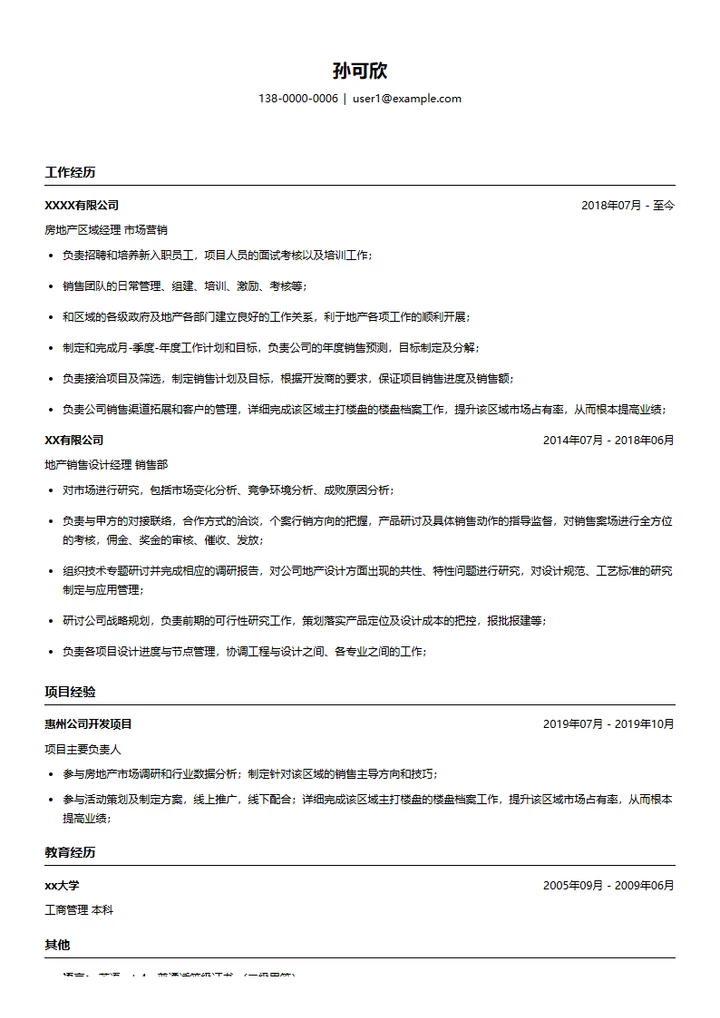 孙可欣
138-0000-0006 | user1@example.com
工作经历
XXXX有限公司 2018年07月 - 至今
房地产区域经理 市场营销
• 负责招聘和培养新入职员工，项目人员的面试考核以及培训工作；
• 销售团队的日常管理、组建、培训、激励、考核等；
• 和区域的各级政府及地产各部门建立良好的工作关系，利于地产各项工作的顺利开展；
• 制定和完成月-季度-年度工作计划和目标，负责公司的年度销售预测，目标制定及分解；
• 负责接洽项目及筛选，制定销售计划及目标，根据开发商的要求，保证项目销售进度及销售额；
• 负责公司销售渠道拓展和客户的管理，详细完成该区域主打楼盘的楼盘档案工作，提升该区域市场占有率，从而根本提高业绩；
XX有限公司 2014年07月 - 2018年06月
地产销售设计经理 销售部
• 对市场进行研究，包括市场变化分析、竞争环境分析、成败原因分析；
• 负责与甲方的对接联络，合作方式的洽谈，个案行销方向的把握，产品研讨及具体销售动作的指导监督，对销售案场进行全方位
的考核，佣金、奖金的审核、催收、发放；
• 组织技术专题研讨并完成相应的调研报告，对公司地产设计方面出现的共性、特性问题进行研究，对设计规范、工艺标准的研究
制定与应用管理；
• 研讨公司战略规划，负责前期的可行性研究工作，策划落实产品定位及设计成本的把控，报批报建等；
• 负责各项目设计进度与节点管理，协调工程与设计之间、各专业之间的工作；
项目经验
惠州公司开发项目 2019年07月 - 2019年10月
项目主要负责人
• 参与房地产市场调研和行业数据分析；制定针对该区域的销售主导方向和技巧；
• 参与活动策划及制定方案，线上推广，线下配合；详细完成该区域主打楼盘的楼盘档案工作，提升该区域市场占有率，从而根本
提高业绩；
教育经历
xx大学 2005年09月 - 2009年06月
工商管理 本科
其他